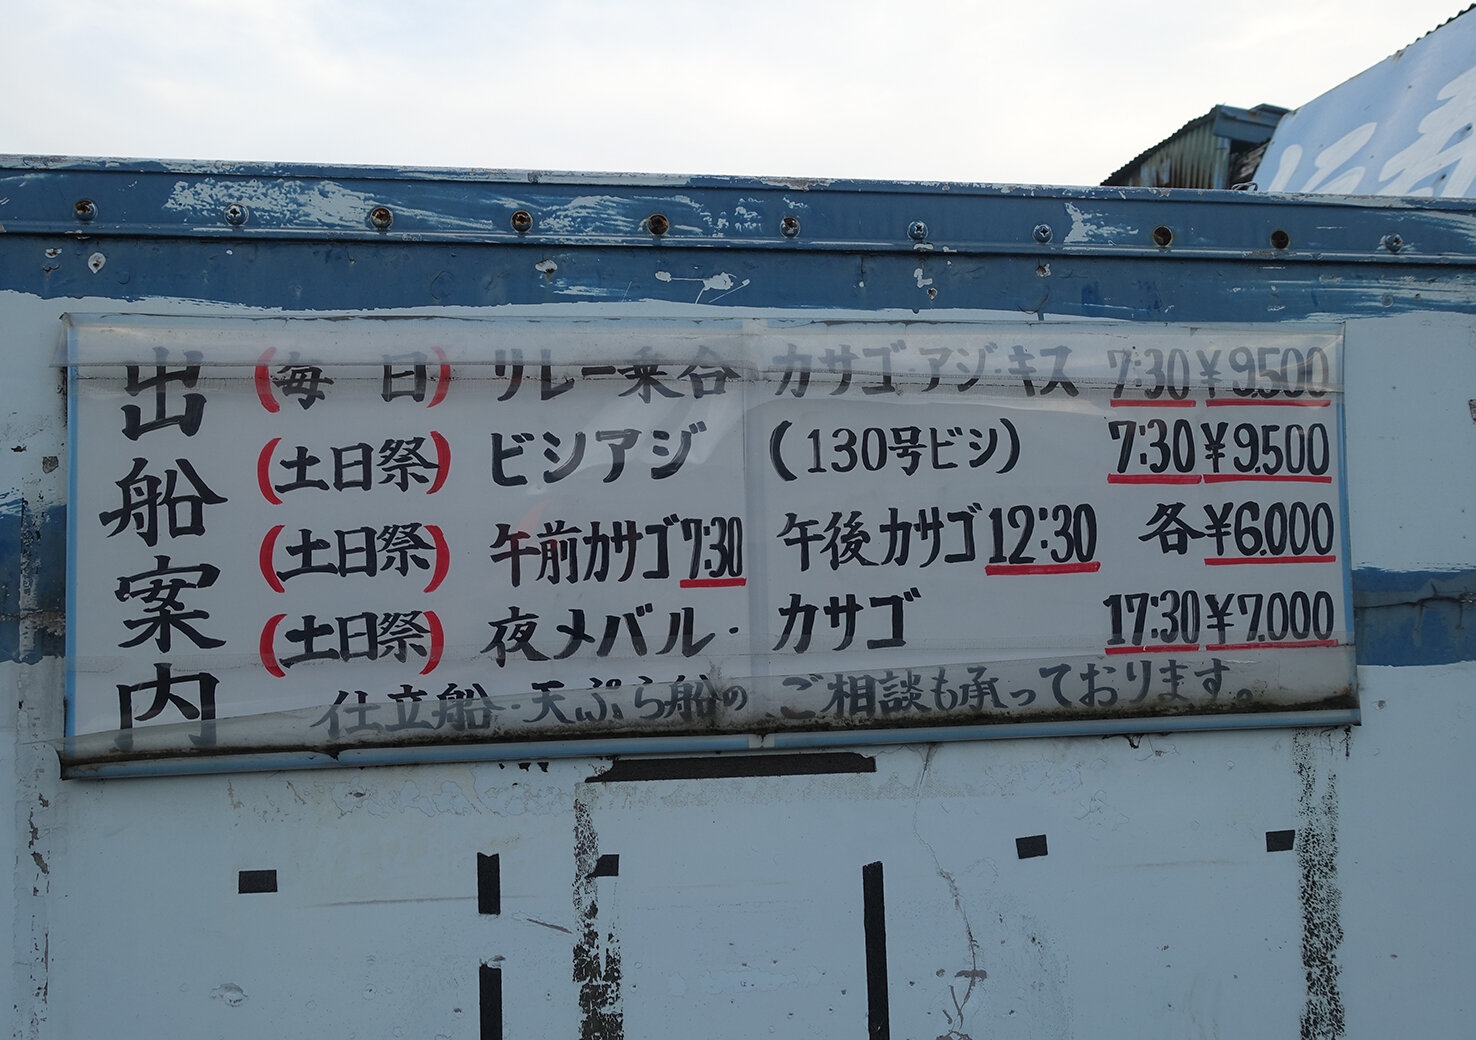 出船案内
(毎日) リレー乗合 カサゴ・アジ・キス 7:30 ¥9.500
(土日祭) ビシアジ (130号ビシ) 7:30 ¥9.500
(土日祭) 午前カサゴ7:30 午後カサゴ12:30 各¥6.000
(土日祭) 夜メバル・カサゴ 17:30 ¥7.000
仕立船・天ぷら船のご相談も承っております。